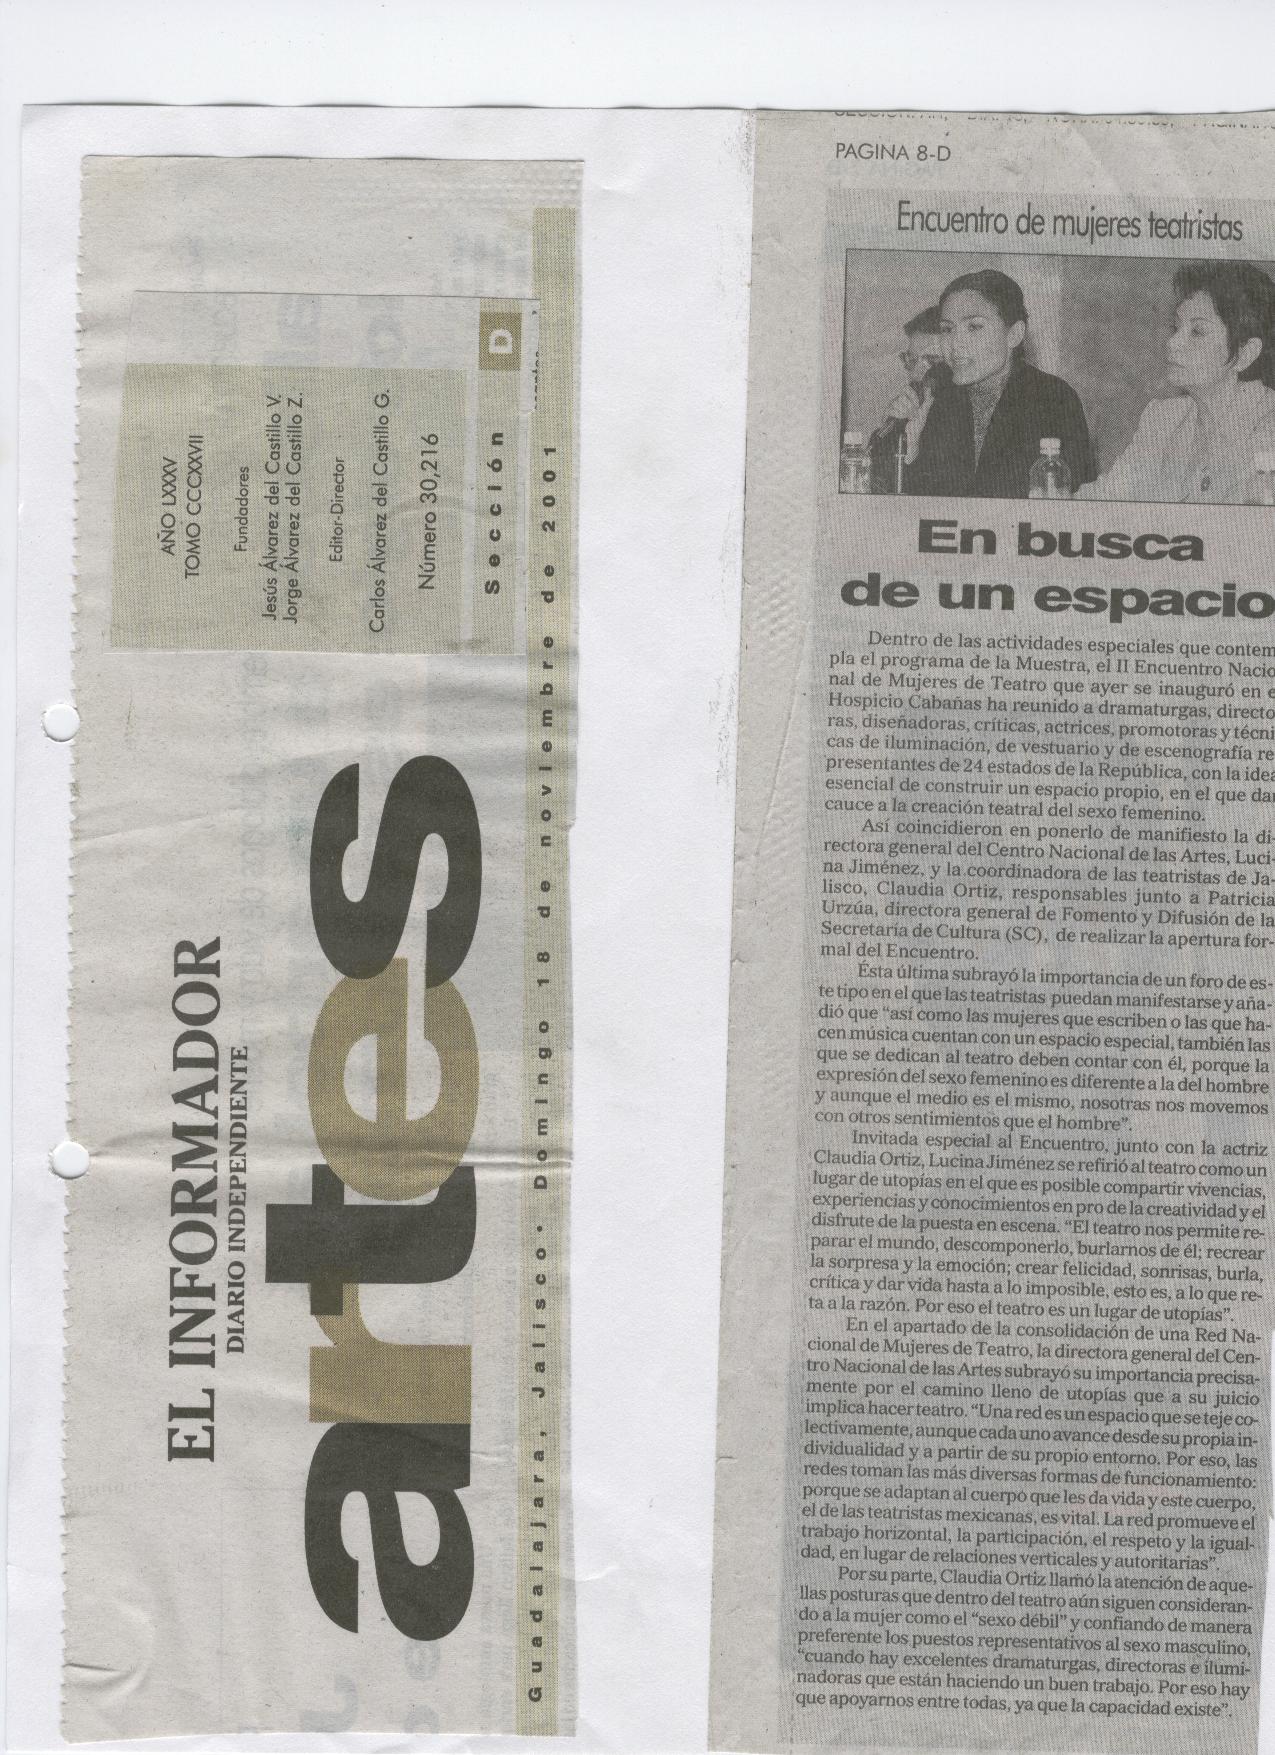 EL INFORMADOR
DIARIO INDEPENDIENTE
artes
AÑO LXXXV
TOMO CCCXXVII
Fundadores
Jesús Álvarez del Castillo V.
Jorge Álvarez del Castillo Z.
Editor-Director
Carlos Álvarez del Castillo G.
Número 30,216
Sección D
Guadalajara, Jalisco. Domingo 18 de noviembre de 2001
PAGINA 8-D
Encuentro de mujeres teatristas
En busca
de un espacio
Dentro de las actividades especiales que contem
pla el programa de la Muestra, el II Encuentro Nacio
nal de Mujeres de Teatro que ayer se inauguró en e
Hospicio Cabañas ha reunido a dramaturgas, directo
ras, diseñadoras, críticas, actrices, promotoras y técni
cas de iluminación, de vestuario y de escenografía re
presentantes de 24 estados de la República, con la idea
esencial de construir un espacio propio, en el que dar
cauce a la creación teatral del sexo femenino.
Así coincidieron en ponerlo de manifiesto la di-
rectora general del Centro Nacional de las Artes, Luci-
na Jiménez, y la coordinadora de las teatristas de Ja-
lisco, Claudia Ortiz, responsables junto a Patricia
Urzúa, directora general de Fomento y Difusión de la
Secretaría de Cultura (SC), de realizar la apertura for-
mal del Encuentro.
Ésta última subrayó la importancia de un foro de es-
te tipo en el que las teatristas puedan manifestarse y aña-
dió que "así como las mujeres que escriben o las que ha-
cen música cuentan con un espacio especial, también las
que se dedican al teatro deben contar con él, porque la
expresión del sexo femenino es diferente a la del hombre
y aunque el medio es el mismo, nosotras nos movemos
con otros sentimientos que el hombre".
Invitada especial al Encuentro, junto con la actriz
Claudia Ortiz, Lucina Jiménez se refirió al teatro como un
lugar de utopías en el que es posible compartir vivencias,
experiencias y conocimientos en pro de la creatividad y el
disfrute de la puesta en escena. "El teatro nos permite re-
parar el mundo, descomponerlo, burlarnos de él; recrear
la sorpresa y la emoción; crear felicidad, sonrisas, burla,
crítica y dar vida hasta a lo imposible, esto es, a lo que re-
ta a la razón. Por eso el teatro es un lugar de utopías".
En el apartado de la consolidación de una Red Na-
cional de Mujeres de Teatro, la directora general del Cen-
tro Nacional de las Artes subrayó su importancia precisa-
mente por el camino lleno de utopías que a su juicio
implica hacer teatro. "Una red es un espacio que se teje co-
lectivamente, aunque cada uno avance desde su propia in-
dividualidad y a partir de su propio entorno. Por eso, las
redes toman las más diversas formas de funcionamiento:
porque se adaptan al cuerpo que les da vida y este cuerpo,
el de las teatristas mexicanas, es vital. La red promueve el
trabajo horizontal, la participación, el respeto y la igual-
dad, en lugar de relaciones verticales y autoritarias".
Por su parte, Claudia Ortiz llamó la atención de aque-
llas posturas que dentro del teatro aún siguen consideran-
do a la mujer como el "sexo débil" y confiando de manera
preferente los puestos representativos al sexo masculino,
"cuando hay excelentes dramaturgas, directoras e ilumi-
nadoras que están haciendo un buen trabajo. Por eso hay
que apoyarnos entre todas, ya que la capacidad existe".